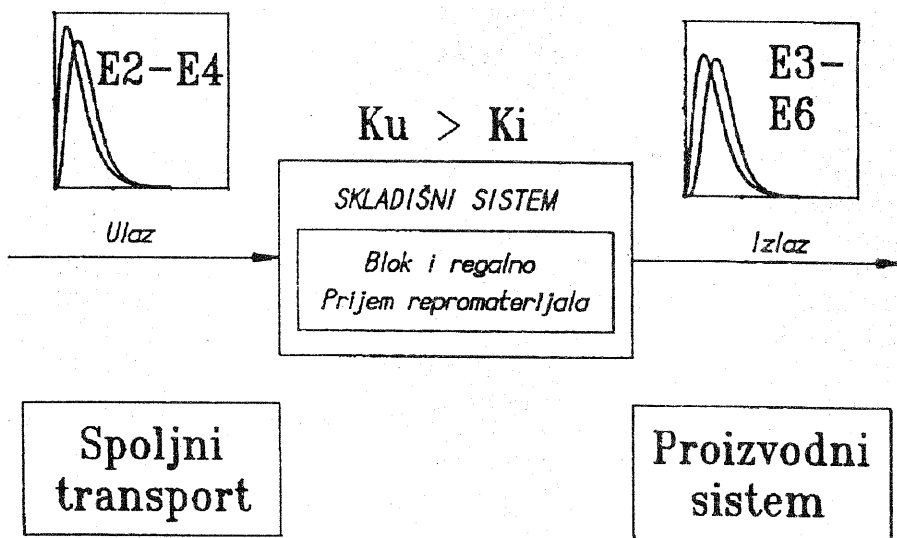 E2-E4
E3-
E6
Ku > Ki
SKLADIŠNI SISTEM
Ulaz
Izlaz
Blok i regalno
Prijem repromaterijala
Spoljni
transport
Proizvodni
sistem